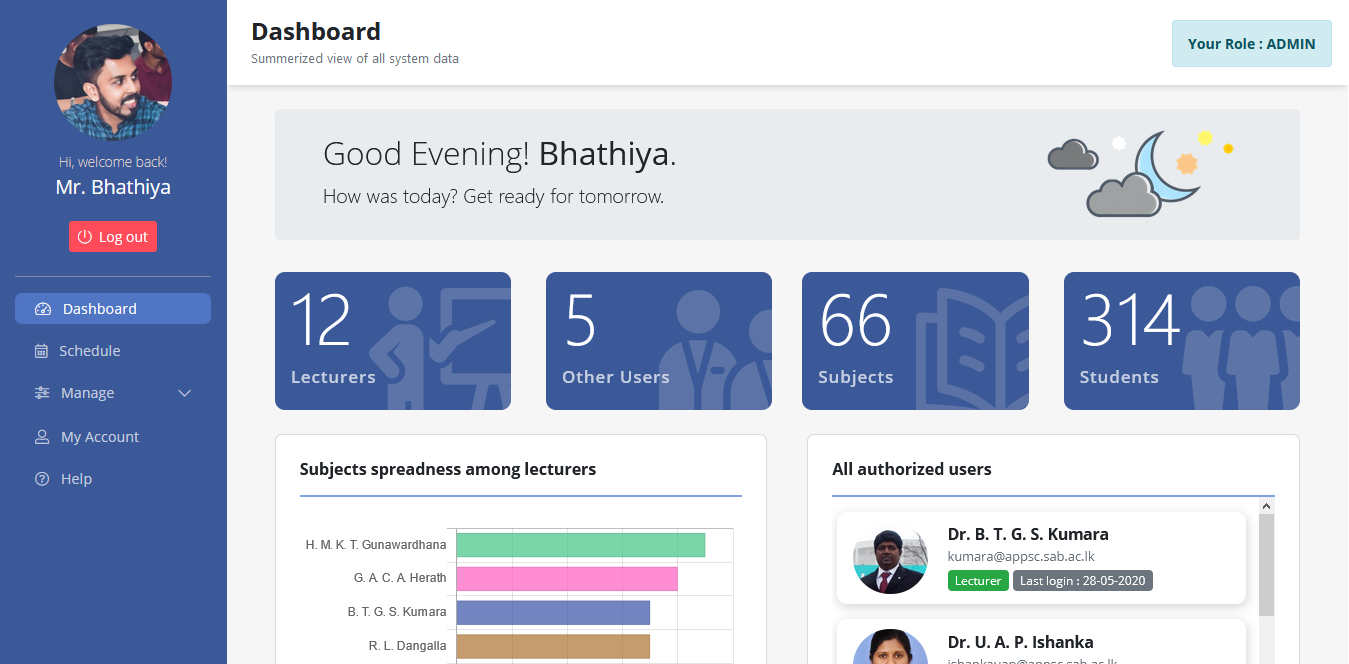 Hi, welcome back!
Mr. Bhathiya
Log out
Dashboard
Schedule
Manage
My Account
Help
Dashboard
Summerized view of all system data
Your Role : ADMIN
Good Evening! Bhathiya.
How was today? Get ready for tomorrow.
12
Lecturers
5
Other Users
66
Subjects
314
Students
Subjects spreadness among lecturers
H. M. K. T. Gunawardhana
G. A. C. A. Herath
B. T. G. S. Kumara
R. L. Dangalla
All authorized users
Dr. B. T. G. S. Kumara
kumara@appsc.sab.ac.lk
Lecturer
Last login : 28-05-2020
Dr. U. A. P. Ishanka